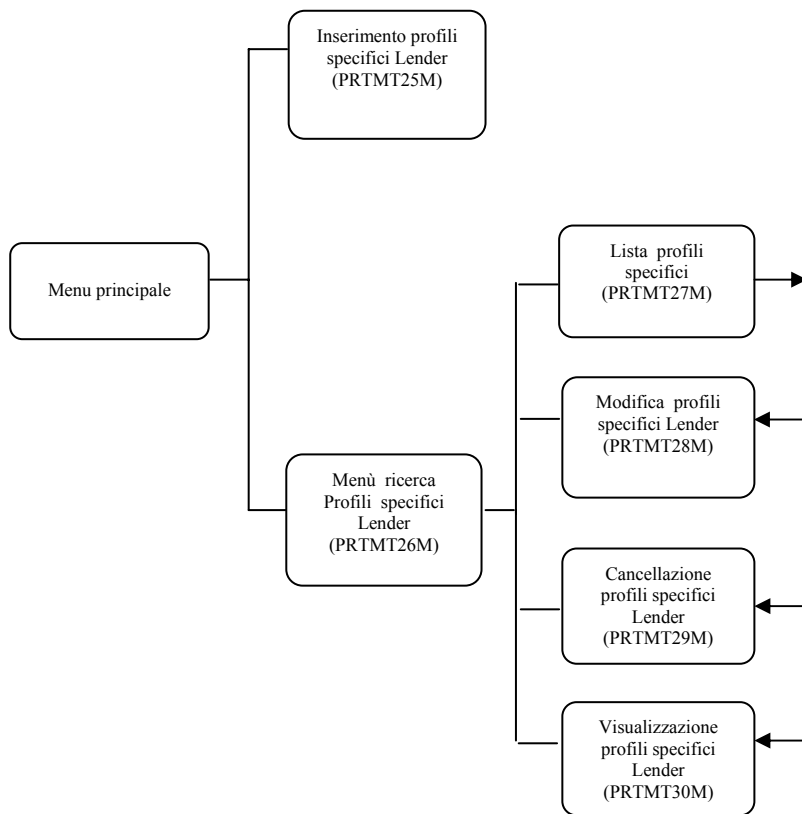 Inserimento profili
specifici Lender
(PRTMT25M)
Menu principale
Lista profili
specifici
(PRTMT27M)
Modifica profili
specifici Lender
(PRTMT28M)
Menù ricerca
Profili specifici
Lender
(PRTMT26M)
Cancellazione
profili specifici
Lender
(PRTMT29M)
Visualizzazione
profili specifici
Lender
(PRTMT30M)